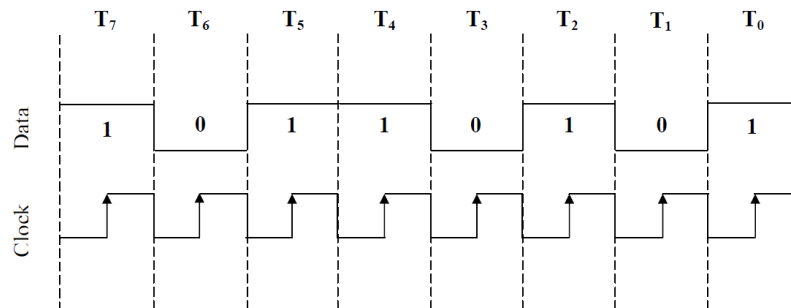 T₇ T₆ T₅ T₄ T₃ T₂ T₁ T₀
Data 1 0 1 1 0 1 0 1
Clock